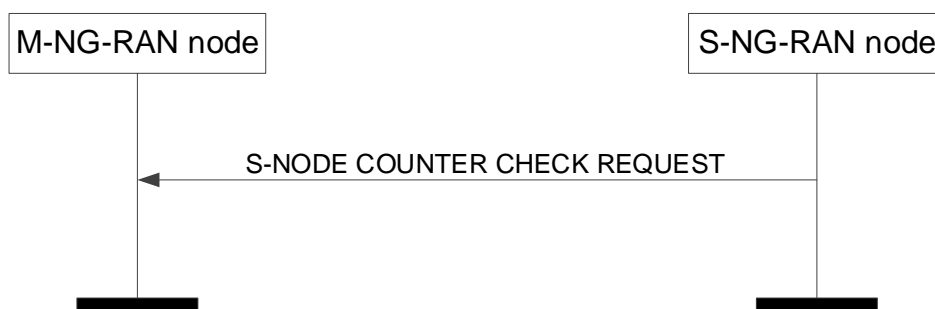 M-NG-RAN node
S-NG-RAN node
S-NODE COUNTER CHECK REQUEST